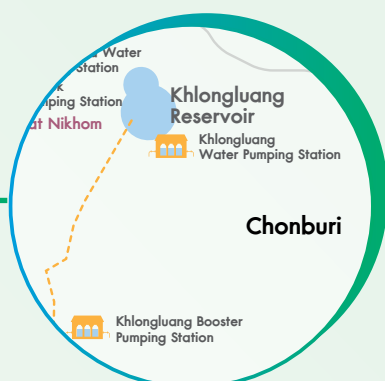 Water
Station
ping Station
at Nikhom
Khlongluang
Reservoir
Khlongluang
Water Pumping Station
Chonburi
Khlongluang Booster
Pumping Station